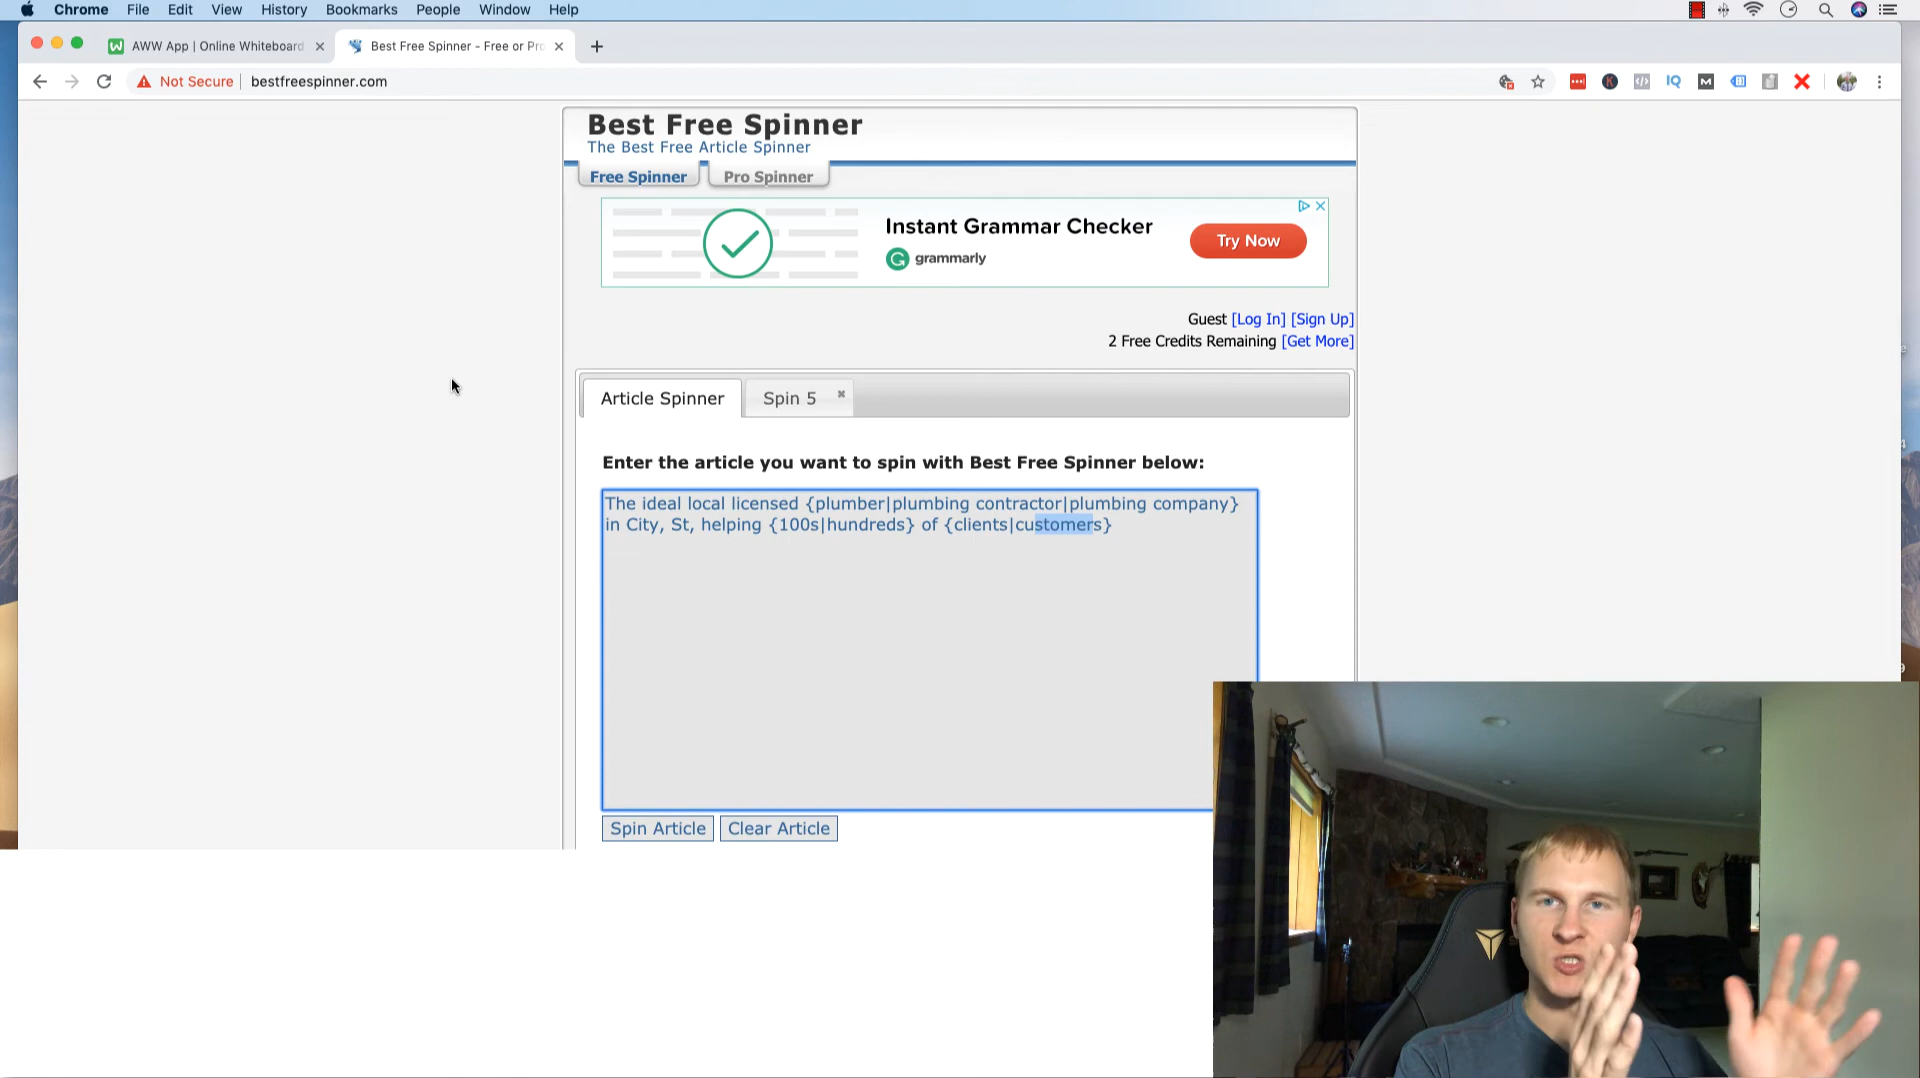 Chrome File Edit View History Bookmarks People Window Help
AWW App | Online Whiteboard
Best Free Spinner - Free or Pro
Not Secure bestfreespinner.com
IQ
M
Best Free Spinner
The Best Free Article Spinner
Free Spinner Pro Spinner
Instant Grammar Checker
grammarly
Try Now
Guest [Log In] [Sign Up]
2 Free Credits Remaining [Get More]
Article Spinner Spin 5
Enter the article you want to spin with Best Free Spinner below:
The ideal local licensed {plumber|plumbing contractor|plumbing company}
in City, St, helping {100s|hundreds} of {clients|customers}
Spin Article Clear Article